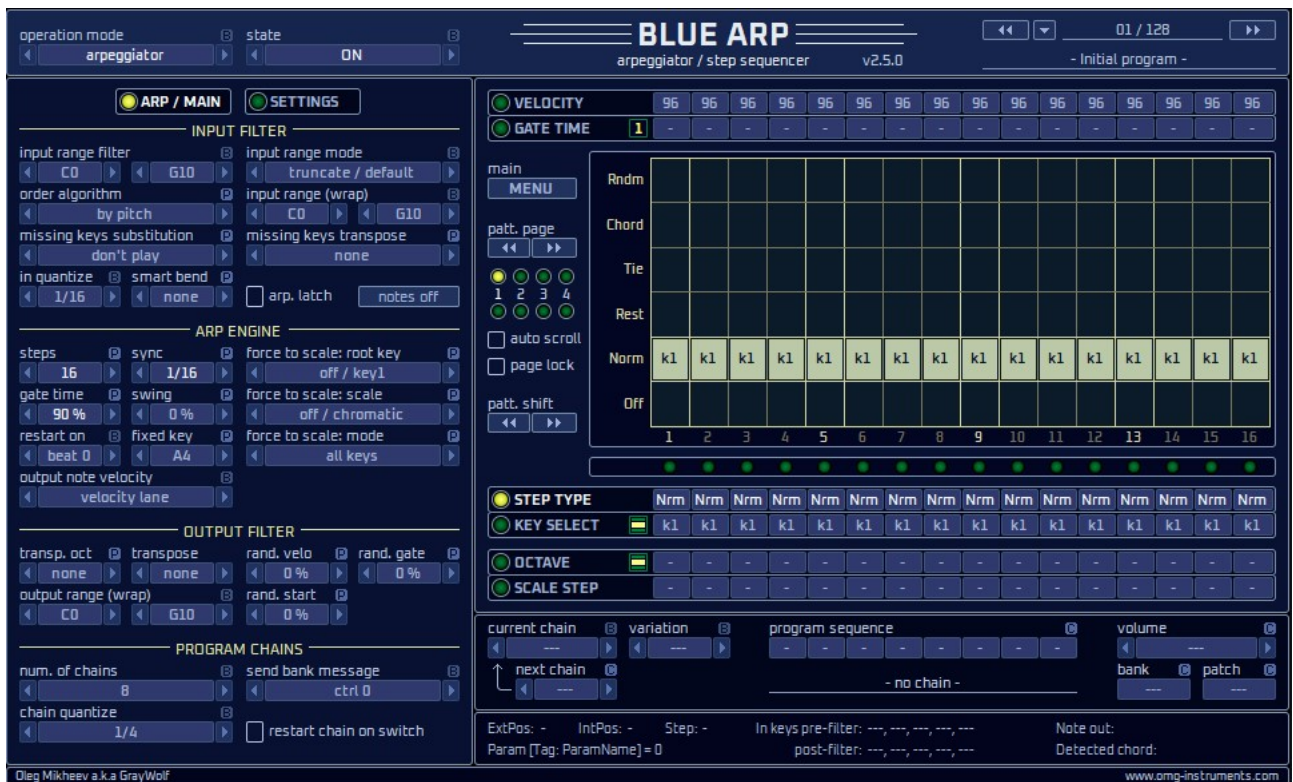 operation mode B state B
arpeggiator ON
BLUE ARP
arpeggiator / step sequencer v2.5.0
01 / 128
- Initial program -
ARP / MAIN SETTINGS
INPUT FILTER
input range filter B input range mode B
C0 G10 truncate / default
order algorithm P input range (wrap) B
by pitch C0 G10
missing keys substitution P missing keys transpose P
don't play none
in quantize B smart bend P
1/16 none arp. latch notes off
ARP ENGINE
steps P sync P force to scale: root key P
16 1/16 off / key1
gate time P swing P force to scale: scale P
90 % 0 % off / chromatic
restart on B fixed key P force to scale: mode P
beat 0 A4 all keys
output note velocity B
velocity lane
OUTPUT FILTER
transp. oct P transpose P rand. velo P rand. gate P
none none 0 % 0 %
output range (wrap) B rand. start P
C0 G10 0 %
PROGRAM CHAINS
num. of chains B send bank message B
8 ctrl 0
chain quantize B
1/4 restart chain on switch
VELOCITY 96 96 96 96 96 96 96 96 96 96 96 96 96 96 96 96
GATE TIME 1 - - - - - - - - - - - - - - - -
main
MENU
patt. page
1 2 3 4
auto scroll
page lock
patt. shift
Rndm
Chord
Tie
Rest
Norm k1 k1 k1 k1 k1 k1 k1 k1 k1 k1 k1 k1 k1 k1 k1 k1
Off
1 2 3 4 5 6 7 8 9 10 11 12 13 14 15 16
STEP TYPE Nrm Nrm Nrm Nrm Nrm Nrm Nrm Nrm Nrm Nrm Nrm Nrm Nrm Nrm Nrm Nrm
KEY SELECT k1 k1 k1 k1 k1 k1 k1 k1 k1 k1 k1 k1 k1 k1 k1 k1
OCTAVE - - - - - - - - - - - - - - - -
SCALE STEP - - - - - - - - - - - - - - - -
current chain B variation B program sequence C volume C
--- --- - - - - - - - - ---
next chain C bank C patch C
--- - no chain - --- ---
ExtPos: - IntPos: - Step: - In keys pre-filter: ---, ---, ---, --- Note out:
Param [Tag: ParamName] = 0 post-filter: ---, ---, ---, --- Detected chord:
Oleg Mikheev a.k.a GrayWolf www.omg-instruments.com